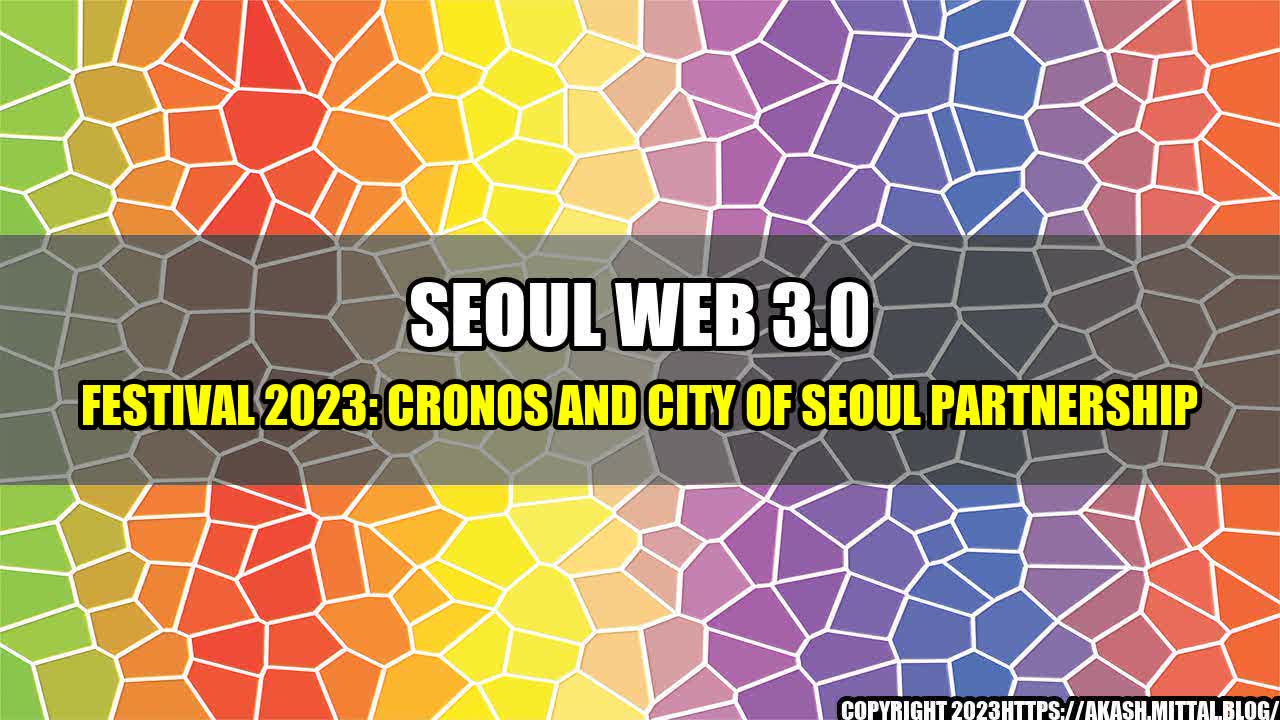 SEOUL WEB 3.0
FESTIVAL 2023: CRONOS AND CITY OF SEOUL PARTNERSHIP
COPYRIGHT 2023HTTPS://AKASH.MITTAL.BLOG/